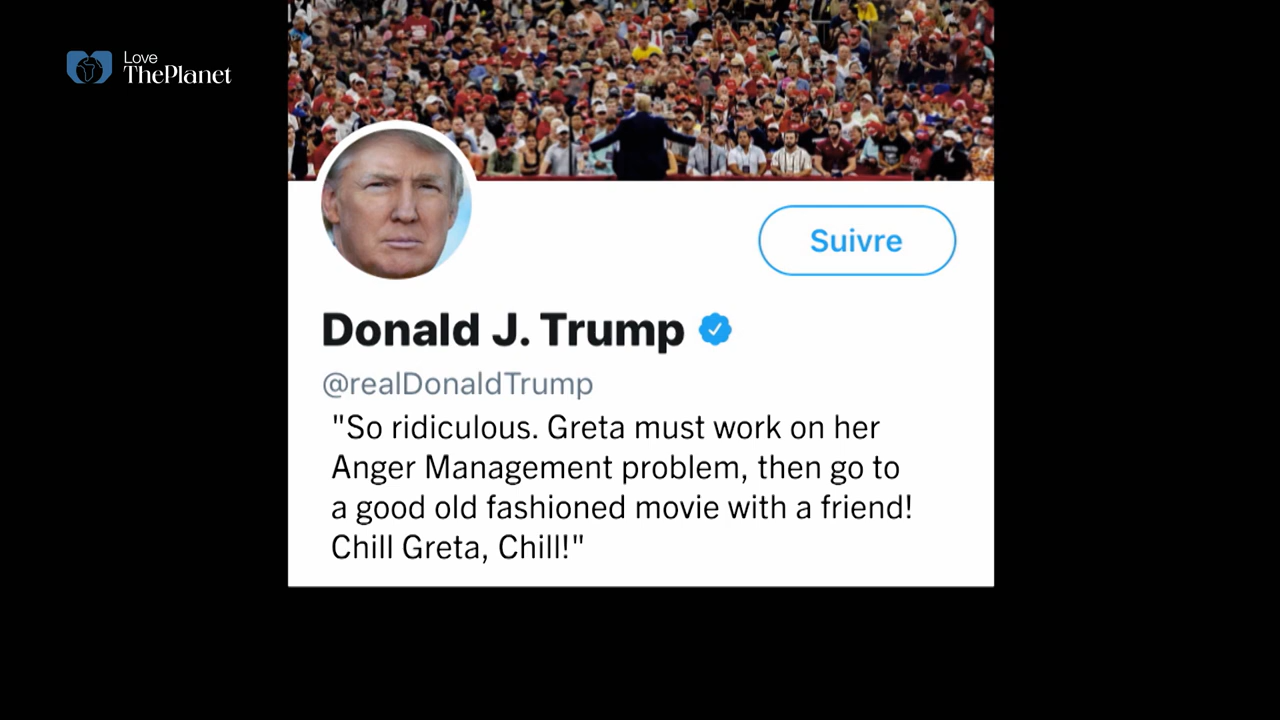 Love
ThePlanet
Suivre
Donald J. Trump
@realDonaldTrump
"So ridiculous. Greta must work on her
Anger Management problem, then go to
a good old fashioned movie with a friend!
Chill Greta, Chill!"